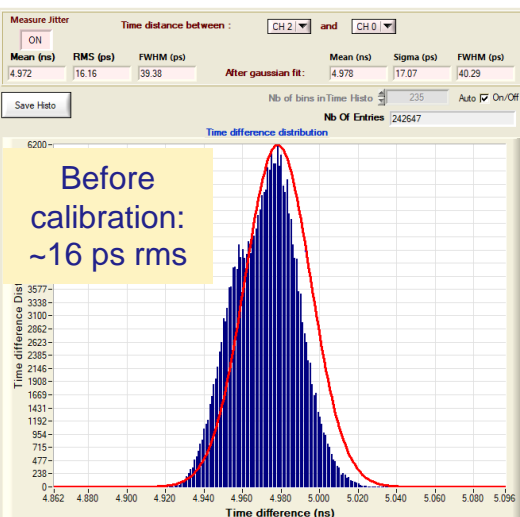 Measure Jitter
ON
Time distance between :
CH 2
and
CH 0
Mean (ns) RMS (ps) FWHM (ps)
4.972 16.16 39.38
After gaussian fit:
Mean (ns) Sigma (ps) FWHM (ps)
4.978 17.07 40.29
Save Histo
Nb of bins in Time Histo 235 Auto On/Off
Nb Of Entries 242647
Time difference distribution
Before
calibration:
~16 ps rms
Time difference Dist
6200
3577
3338
3100
2862
2623
2385
2146
1908
1669
1431
1192
954
715
477
238
0
4.862 4.880 4.900 4.920 4.940 4.960 4.980 5.000 5.020 5.040 5.060 5.080 5.096
Time difference (ns)